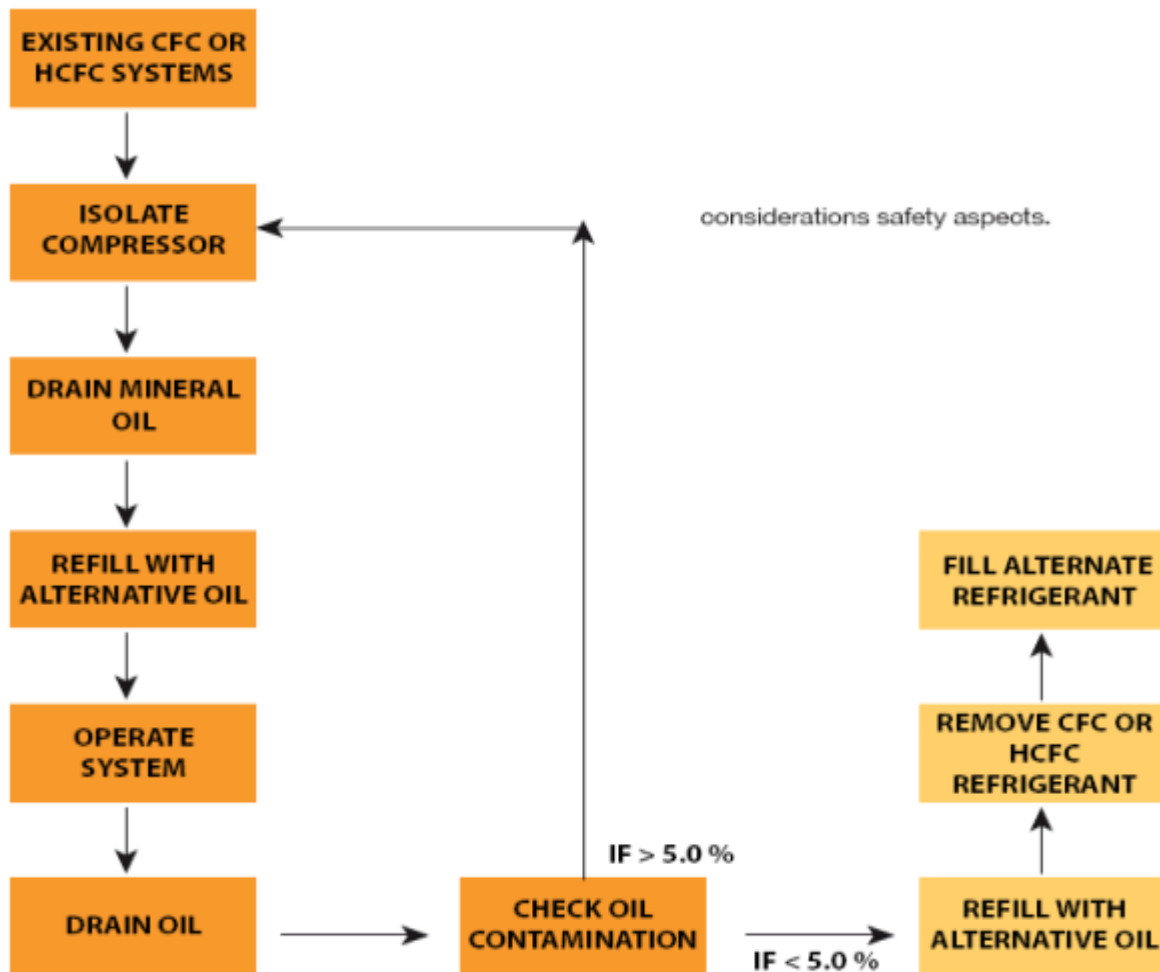 EXISTING CFC OR
HCFC SYSTEMS
ISOLATE
COMPRESSOR
considerations safety aspects.
DRAIN MINERAL
OIL
REFILL WITH
ALTERNATIVE OIL
OPERATE
SYSTEM
DRAIN OIL
CHECK OIL
CONTAMINATION
IF > 5.0 %
IF < 5.0 %
REFILL WITH
ALTERNATIVE OIL
REMOVE CFC OR
HCFC
REFRIGERANT
FILL ALTERNATE
REFRIGERANT